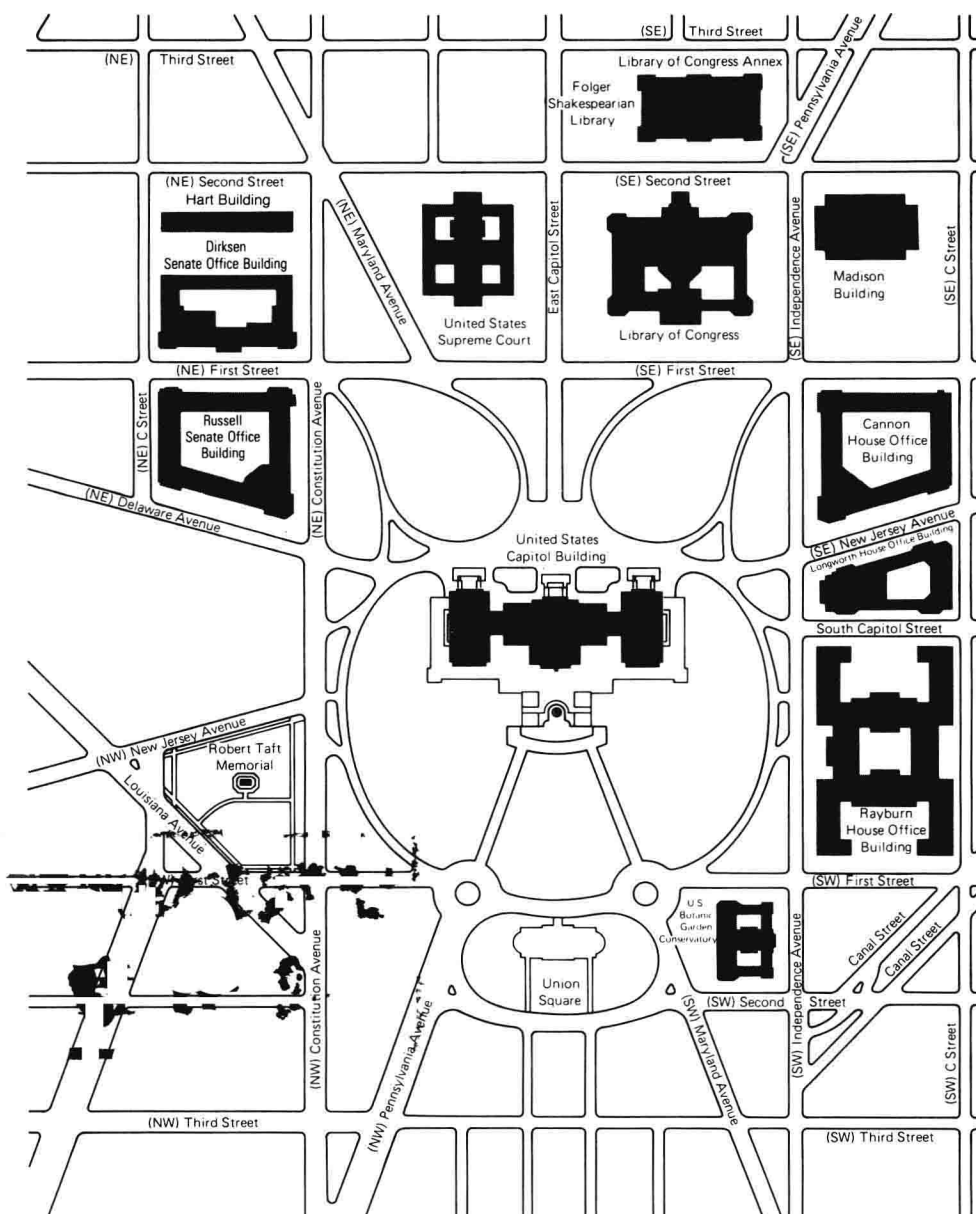 (SE) Third Street
(NE) Third Street
(SE) Pennsylvania Avenue
Library of Congress Annex
Folger
Shakespearian
Library
(NE) Second Street
Hart Building
Dirksen
Senate Office Building
(NE) Maryland Avenue
United States
Supreme Court
East Capitol Street
(SE) Second Street
Library of Congress
(SE) Independence Avenue
Madison
Building
(SE) C Street
(NE) First Street
(SE) First Street
(NE) C Street
Russell
Senate Office
Building
(NE) Constitution Avenue
Cannon
House Office
Building
(NE) Delaware Avenue
(SE) New Jersey Avenue
Longworth House Office Building
United States
Capitol Building
South Capitol Street
(NW) New Jersey Avenue
Robert Taft
Memorial
Louisiana Avenue
Rayburn
House Office
Building
Street
(SW) First Street
U.S.
Botanic
Garden
Conservatory
Canal Street
Canal Street
Union
Square
(SW) Second Street
(NW) Constitution Avenue
(NW) Pennsylvania Avenue
(SW) Maryland Avenue
(SW) Independence Avenue
(SW) C Street
(NW) Third Street
(SW) Third Street